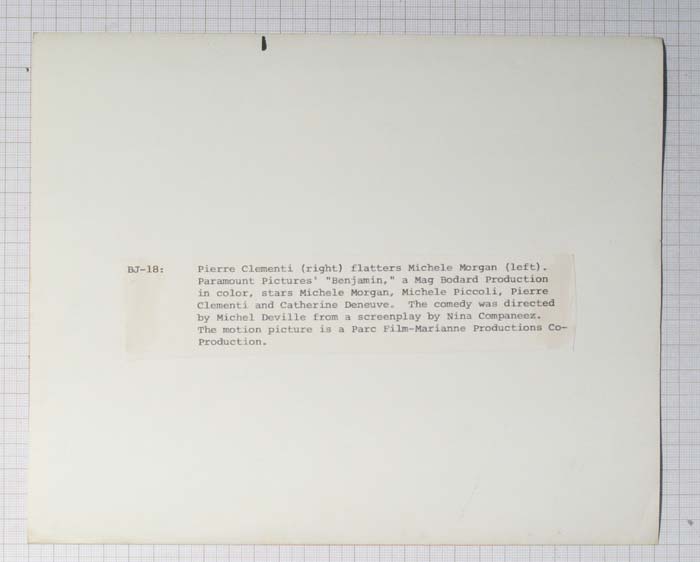 BJ-18: Pierre Clementi (right) flatters Michele Morgan (left).
Paramount Pictures' "Benjamin," a Mag Bodard Production
in color, stars Michele Morgan, Michele Piccoli, Pierre
Clementi and Catherine Deneuve. The comedy was directed
by Michel Deville from a screenplay by Nina Companeez.
The motion picture is a Parc Film-Marianne Productions Co-
Production.